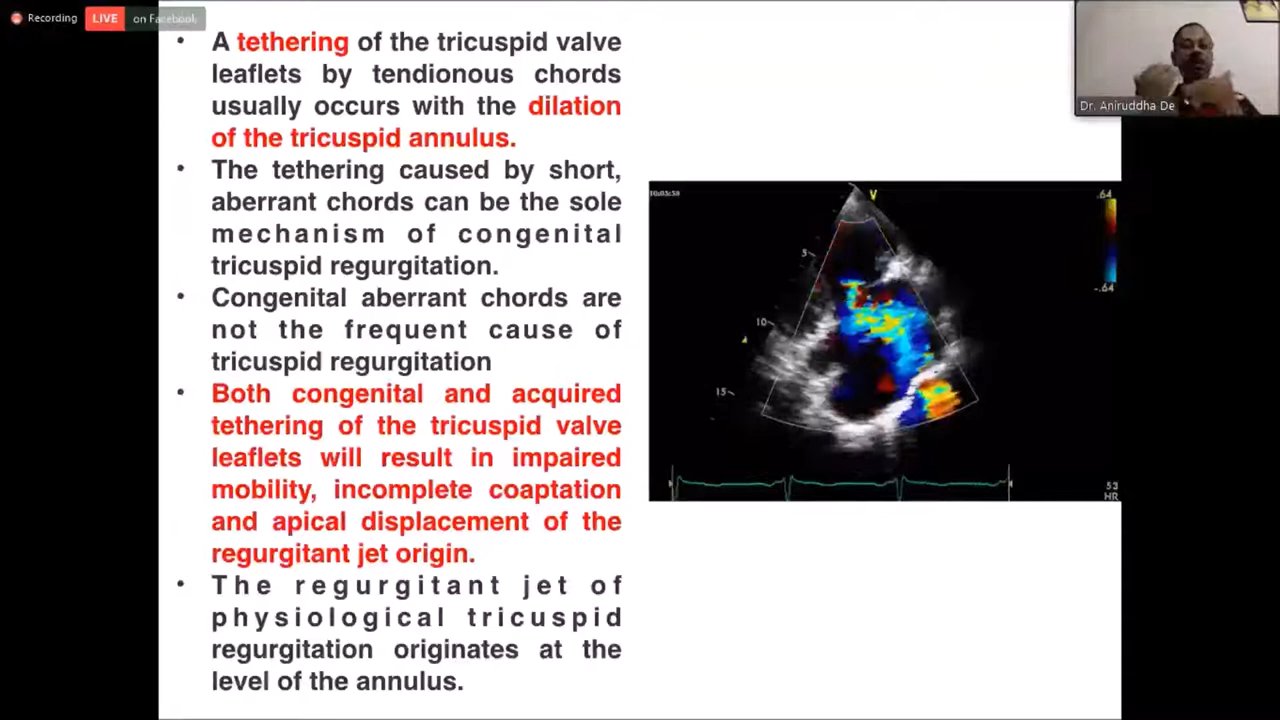 Recording
LIVE on Facebook
• A tethering of the tricuspid valve
leaflets by tendionous chords
usually occurs with the dilation
of the tricuspid annulus.
• The tethering caused by short,
aberrant chords can be the sole
mechanism of congenital
tricuspid regurgitation.
• Congenital aberrant chords are
not the frequent cause of
tricuspid regurgitation
• Both congenital and acquired
tethering of the tricuspid valve
leaflets will result in impaired
mobility, incomplete coaptation
and apical displacement of the
regurgitant jet origin.
• The regurgitant jet of
physiological tricuspid
regurgitation originates at the
level of the annulus.
Dr. Aniruddha De
V
.64
5
-.64
10
15
53
HR